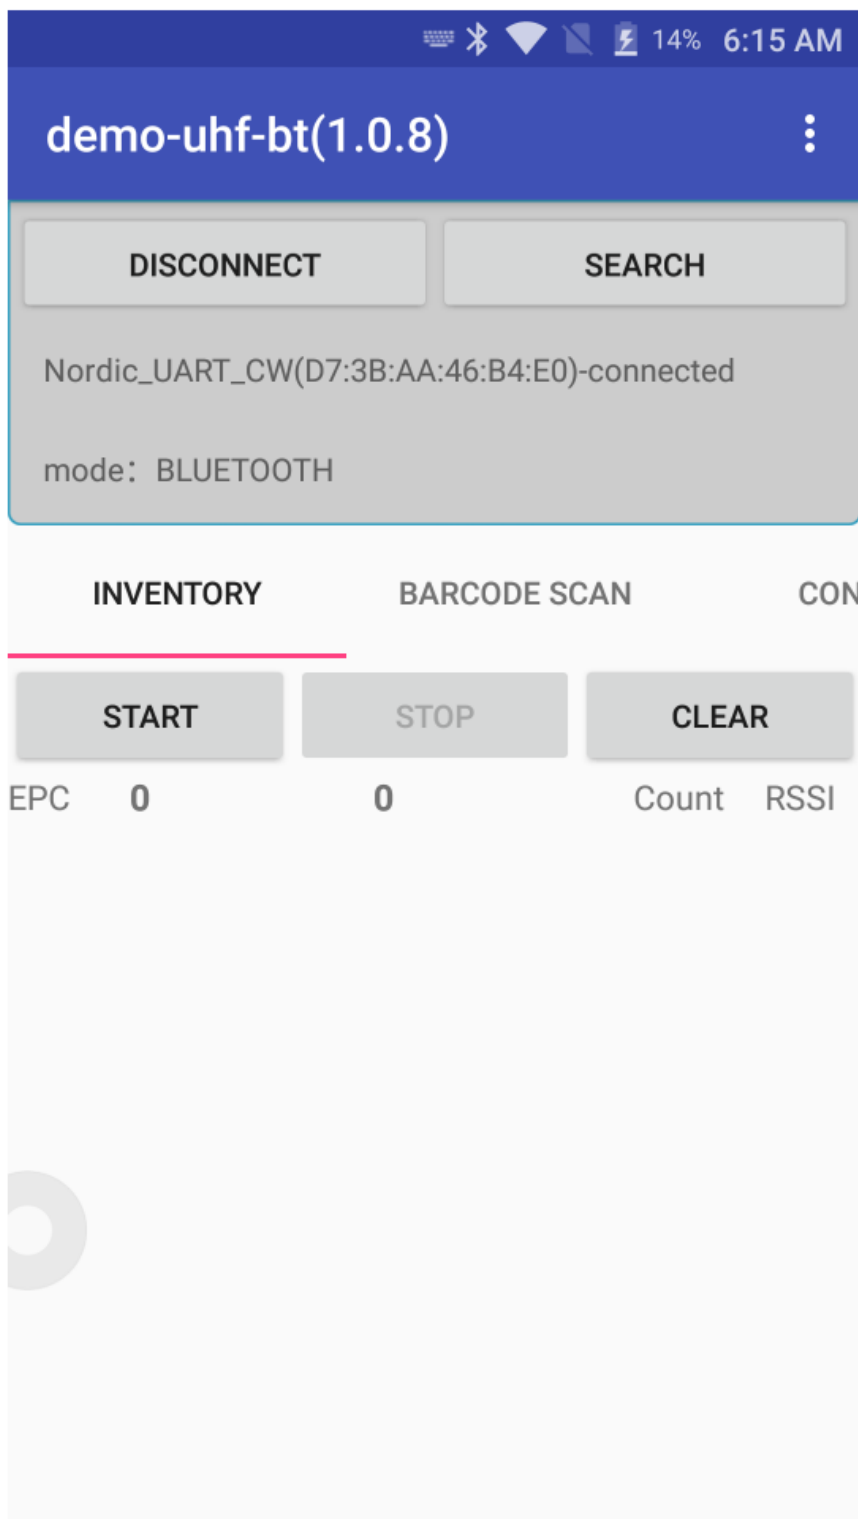 14% 6:15 AM
demo-uhf-bt(1.0.8)
DISCONNECT SEARCH
Nordic_UART_CW(D7:3B:AA:46:B4:E0)-connected
mode：BLUETOOTH
INVENTORY BARCODE SCAN CON
START STOP CLEAR
EPC 0 0 Count RSSI